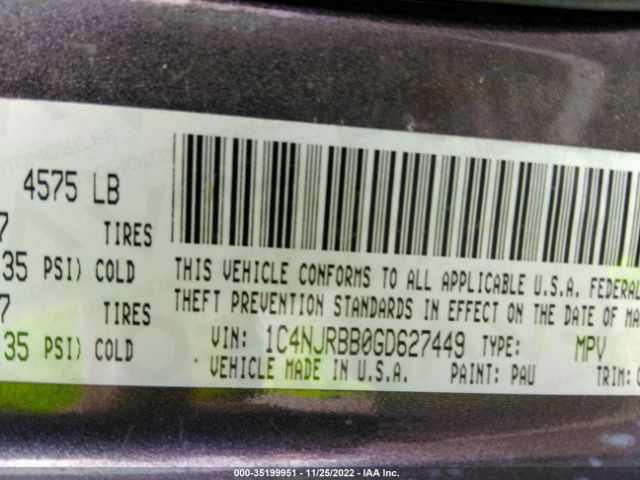 4575 LB
7 TIRES
35 PSI) COLD
7 TIRES
35 PSI) COLD
THIS VEHICLE CONFORMS TO ALL APPLICABLE U.S.A. FEDERAL
THEFT PREVENTION STANDARDS IN EFFECT ON THE DATE OF MA
VIN: 1C4NJRBB0GD627449 TYPE: MPV
VEHICLE MADE IN U.S.A. PAINT: PAU TRIM:
000-35199951 - 11/25/2022 - IAA Inc.